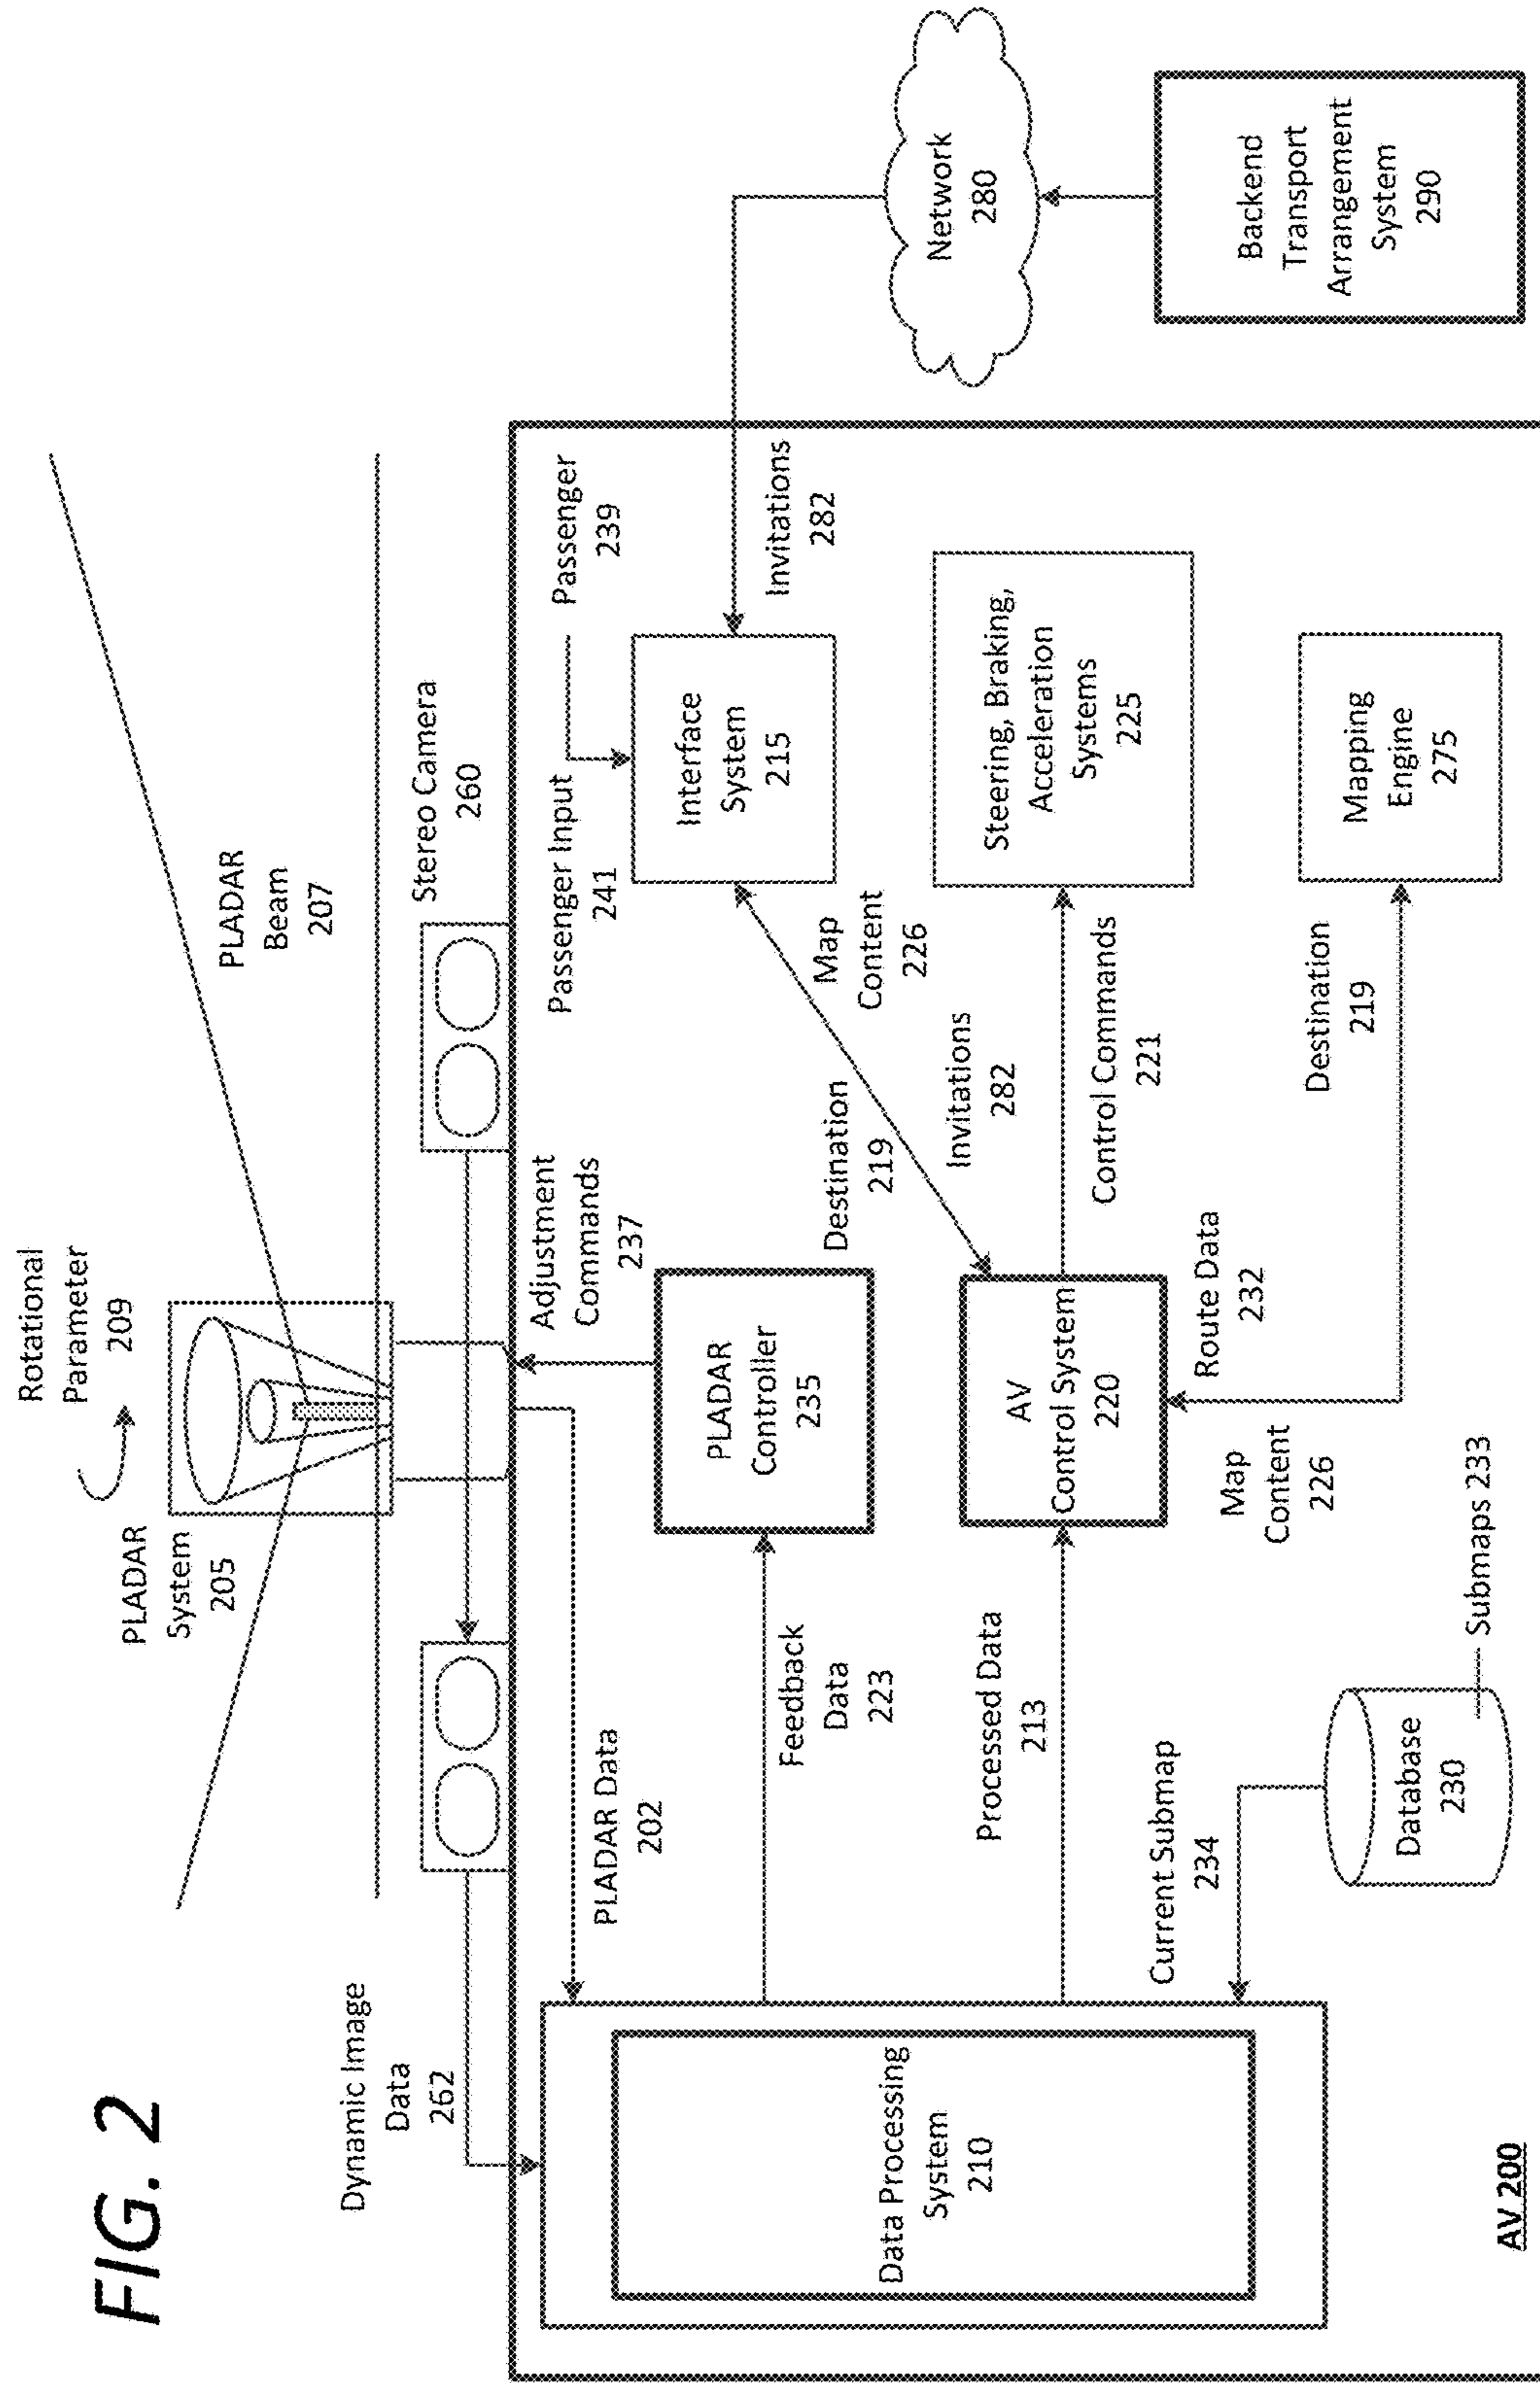 FIG. 2
Rotational
Parameter
209
PLADAR
System
205
PLADAR
Beam
207
Dynamic Image
Data
262
Stereo Camera
260
PLADAR Data
202
Adjustment
Commands
237
Passenger Input
241
Passenger
239
Data Processing
System
210
Feedback
Data
223
PLADAR
Controller
235
Interface
System
215
Invitations
282
Network
280
Destination
219
Map
Content
226
Invitations
282
Processed Data
213
AV
Control System
220
Control Commands
221
Steering, Braking,
Acceleration
Systems
225
Backend
Transport
Arrangement
System
290
Current Submap
234
Map
Content
226
Route Data
232
Destination
219
Mapping
Engine
275
Database
230
Submaps 233
AV 200